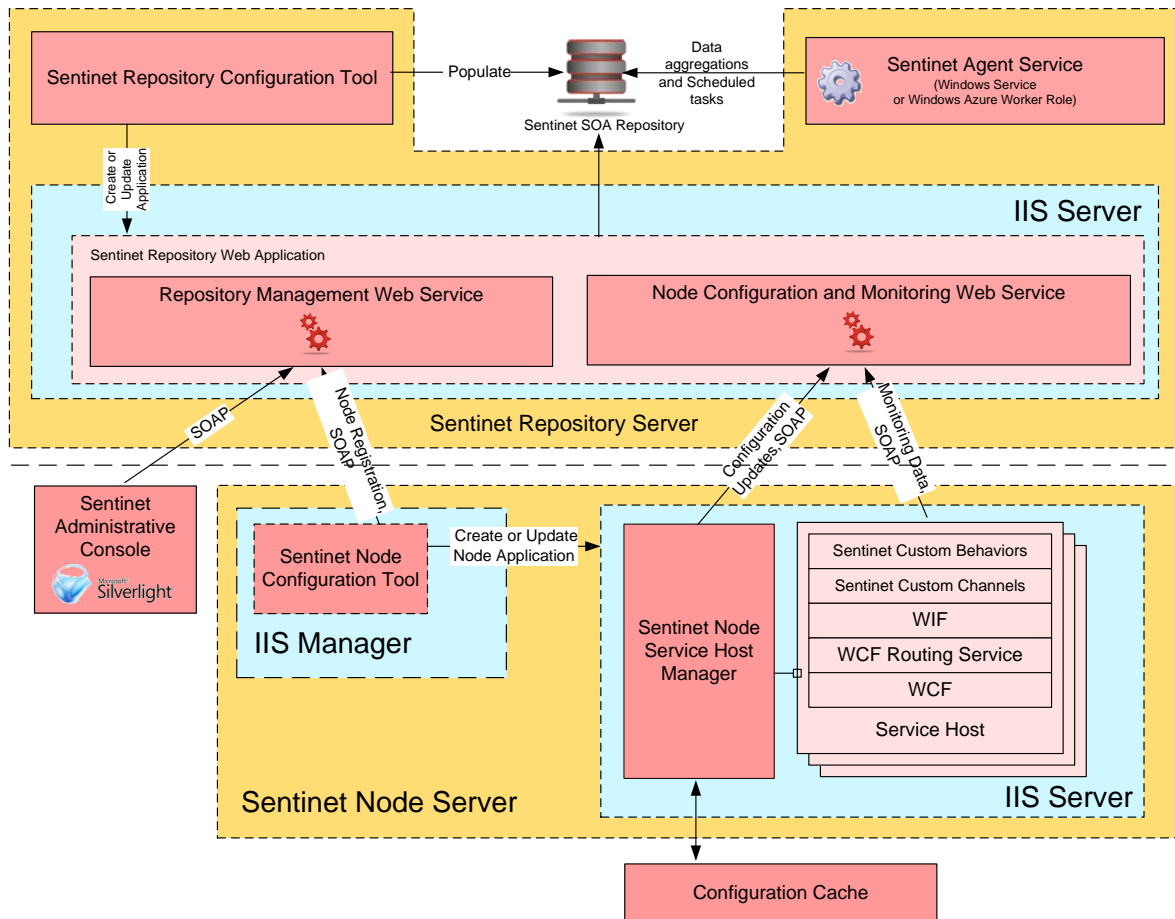 Sentinet Repository Configuration Tool
Populate
Sentinet SOA Repository
Data
aggregations
and Scheduled
tasks
Sentinet Agent Service
(Windows Service
or Windows Azure Worker Role)
Create or
Update
Application
IIS Server
Sentinet Repository Web Application
Repository Management Web Service
Node Configuration and Monitoring Web Service
SOAP
Node Registration,
SOAP
Configuration
Updates,SOAP
Monitoring Data,
SOAP
Sentinet Repository Server
Sentinet
Administrative
Console
Microsoft
Silverlight
Sentinet Node
Configuration Tool
IIS Manager
Create or Update
Node Application
Sentinet Node
Service Host
Manager
Sentinet Custom Behaviors
Sentinet Custom Channels
WIF
WCF Routing Service
WCF
Service Host
Sentinet Node Server
IIS Server
Configuration Cache